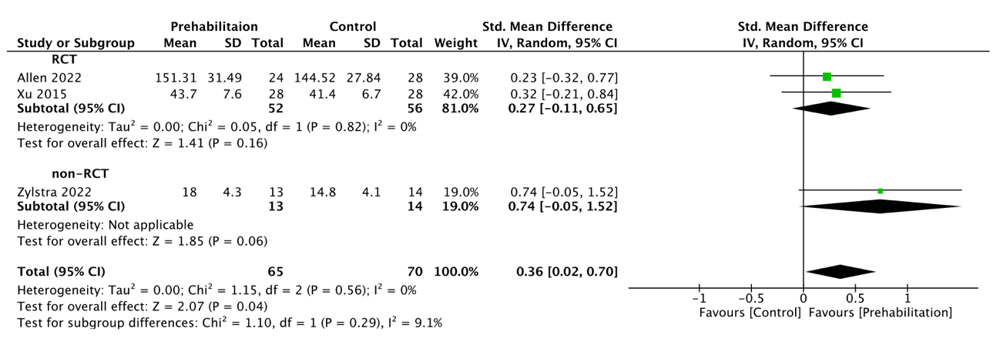 Prehabilitaion Control Std. Mean Difference Std. Mean Difference
Study or Subgroup Mean SD Total Mean SD Total Weight IV, Random, 95% CI IV, Random, 95% CI
RCT
Allen 2022 151.31 31.49 24 144.52 27.84 28 39.0% 0.23 [−0.32, 0.77]
Xu 2015 43.7 7.6 28 41.4 6.7 28 42.0% 0.32 [−0.21, 0.84]
Subtotal (95% CI) 52 56 81.0% 0.27 [−0.11, 0.65]
Heterogeneity: Tau² = 0.00; Chi² = 0.05, df = 1 (P = 0.82); I² = 0%
Test for overall effect: Z = 1.41 (P = 0.16)
non−RCT
Zylstra 2022 18 4.3 13 14.8 4.1 14 19.0% 0.74 [−0.05, 1.52]
Subtotal (95% CI) 13 14 19.0% 0.74 [−0.05, 1.52]
Heterogeneity: Not applicable
Test for overall effect: Z = 1.85 (P = 0.06)
Total (95% CI) 65 70 100.0% 0.36 [0.02, 0.70]
Heterogeneity: Tau² = 0.00; Chi² = 1.15, df = 2 (P = 0.56); I² = 0%
Test for overall effect: Z = 2.07 (P = 0.04)
Test for subgroup differences: Chi² = 1.10, df = 1 (P = 0.29), I² = 9.1%
−1 −0.5 0 0.5 1
Favours [Control] Favours [Prehabilitation]